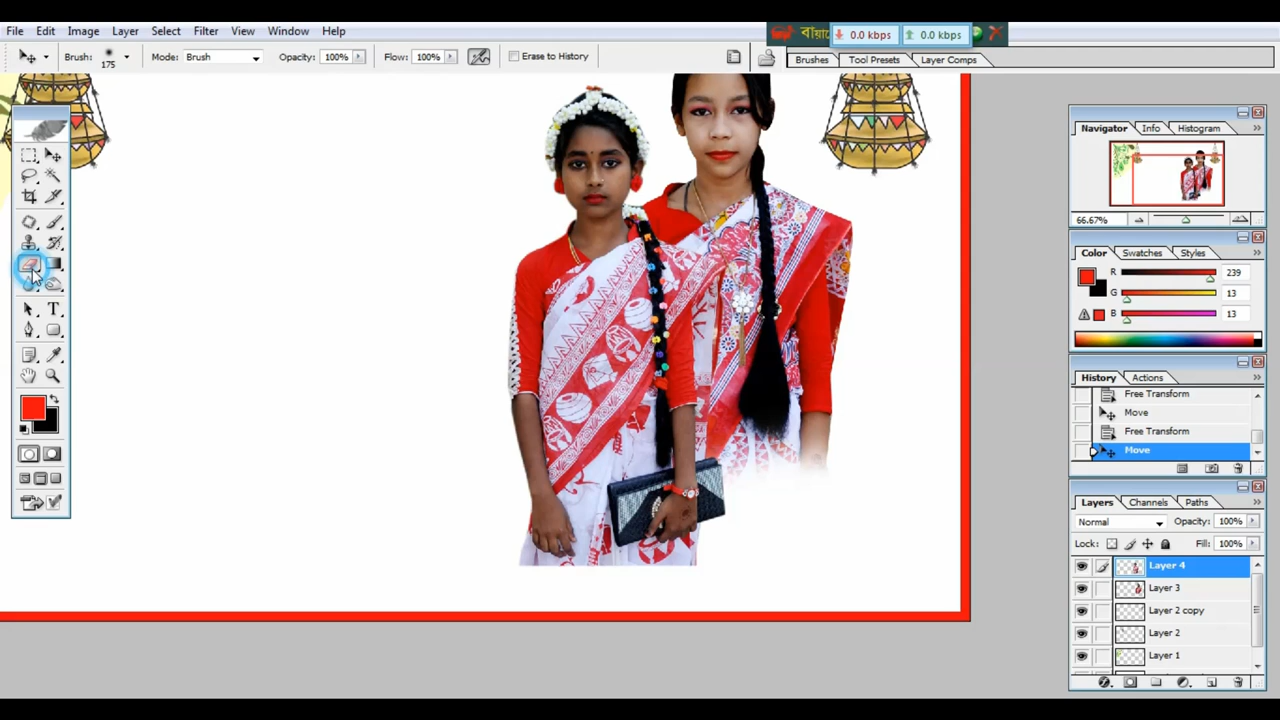 File Edit Image Layer Select Filter View Window Help
0.0 kbps 0.0 kbps
Brush: 175 Mode: Brush Opacity: 100% Flow: 100% Erase to History
Brushes Tool Presets Layer Comps
Navigator Info Histogram
66.67%
Color Swatches Styles
R 239
G 13
B 13
History Actions
Free Transform
Move
Free Transform
Move
Layers Channels Paths
Normal Opacity: 100%
Lock: Fill: 100%
Layer 4
Layer 3
Layer 2 copy
Layer 2
Layer 1
T